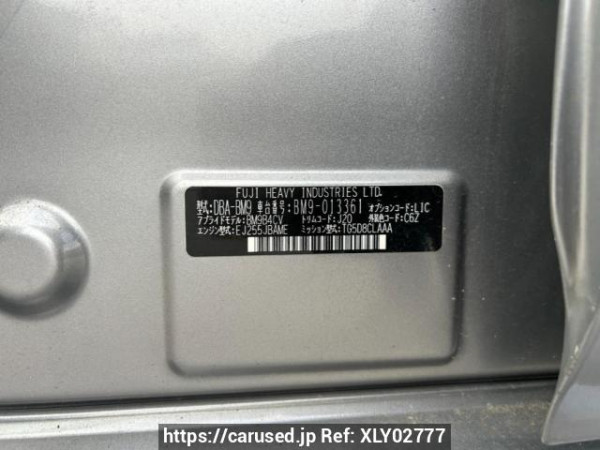 FUJI HEAVY INDUSTRIES LTD.
型式:DBA-BM9 車台番号:BM9-013361 オプションコード:L1C
アプライドモデル:BM9B4CV トリムコード:J20 外装色コード:C6Z
エンジン型式:EJ255JBAME ミッション型式:TG5D8CLAAA
https://carused.jp Ref: XLY02777